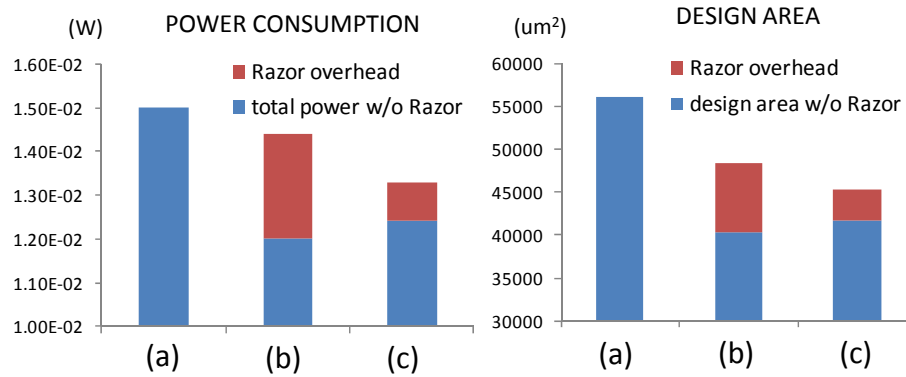 (W) POWER CONSUMPTION
1.60E-02
1.50E-02
1.40E-02
1.30E-02
1.20E-02
1.10E-02
1.00E-02
Razor overhead
total power w/o Razor
(a) (b) (c)
DESIGN AREA
(um²)
60000
55000
50000
45000
40000
35000
30000
Razor overhead
design area w/o Razor
(a) (b) (c)